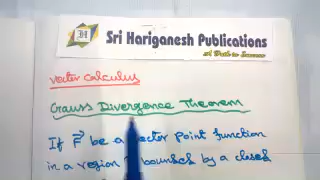 Sri Hariganesh Publications
A Path to Success
Vector Calculus
Gauss Divergence Theorem
If F be a vector point function
in a region bounded by a closed